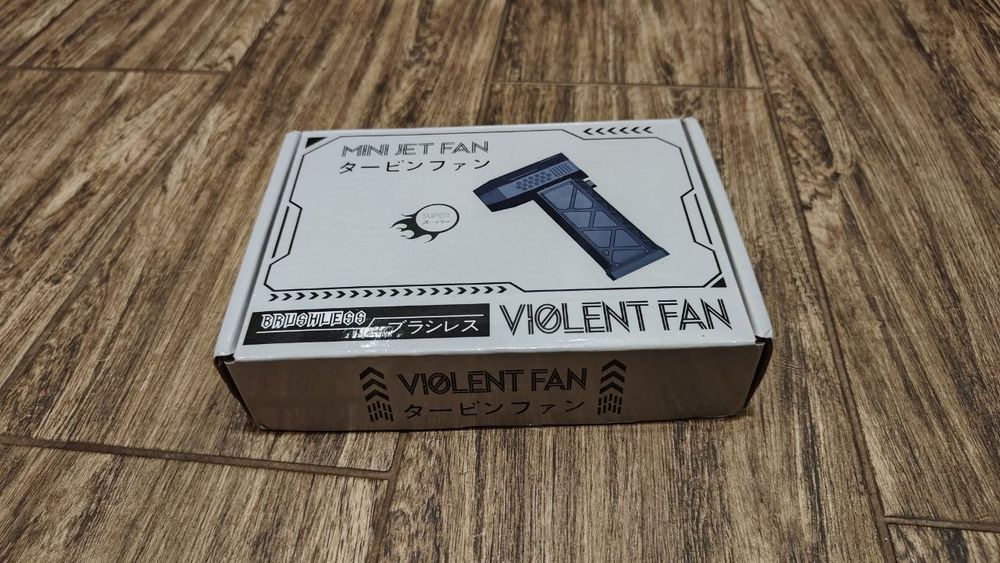 MINI JET FAN
タービンファン
SUPER
スーパー
BRUSHLESS
ブラシレス
VIOLENT FAN
VIOLENT FAN
タービンファン